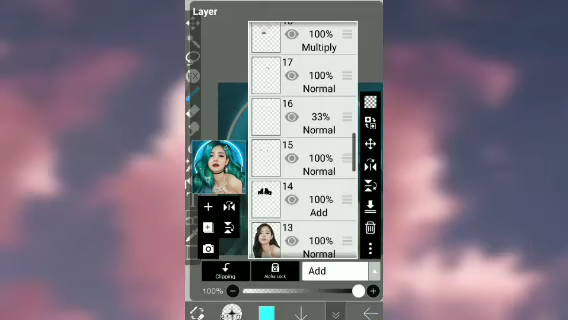 Layer
100%
Multiply
17
100%
Normal
16
33%
Normal
15
100%
Normal
14
100%
Add
13
100%
Normal
Clipping
Alpha Lock
Add
100%